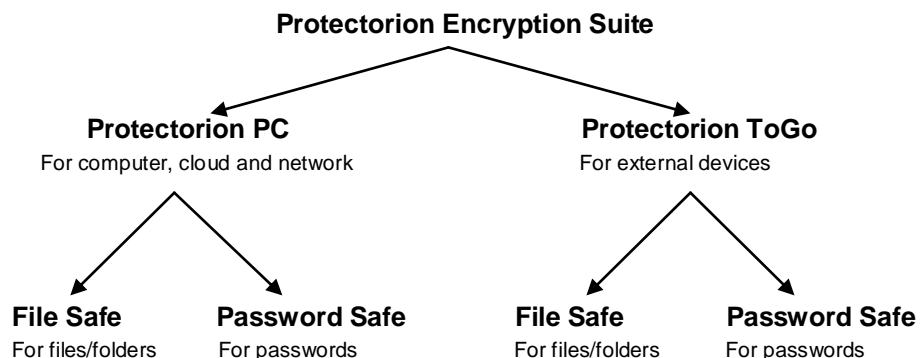 Protectorion Encryption Suite
Protectorion PC
For computer, cloud and network
Protectorion ToGo
For external devices
File Safe
For files/folders
Password Safe
For passwords
File Safe
For files/folders
Password Safe
For passwords